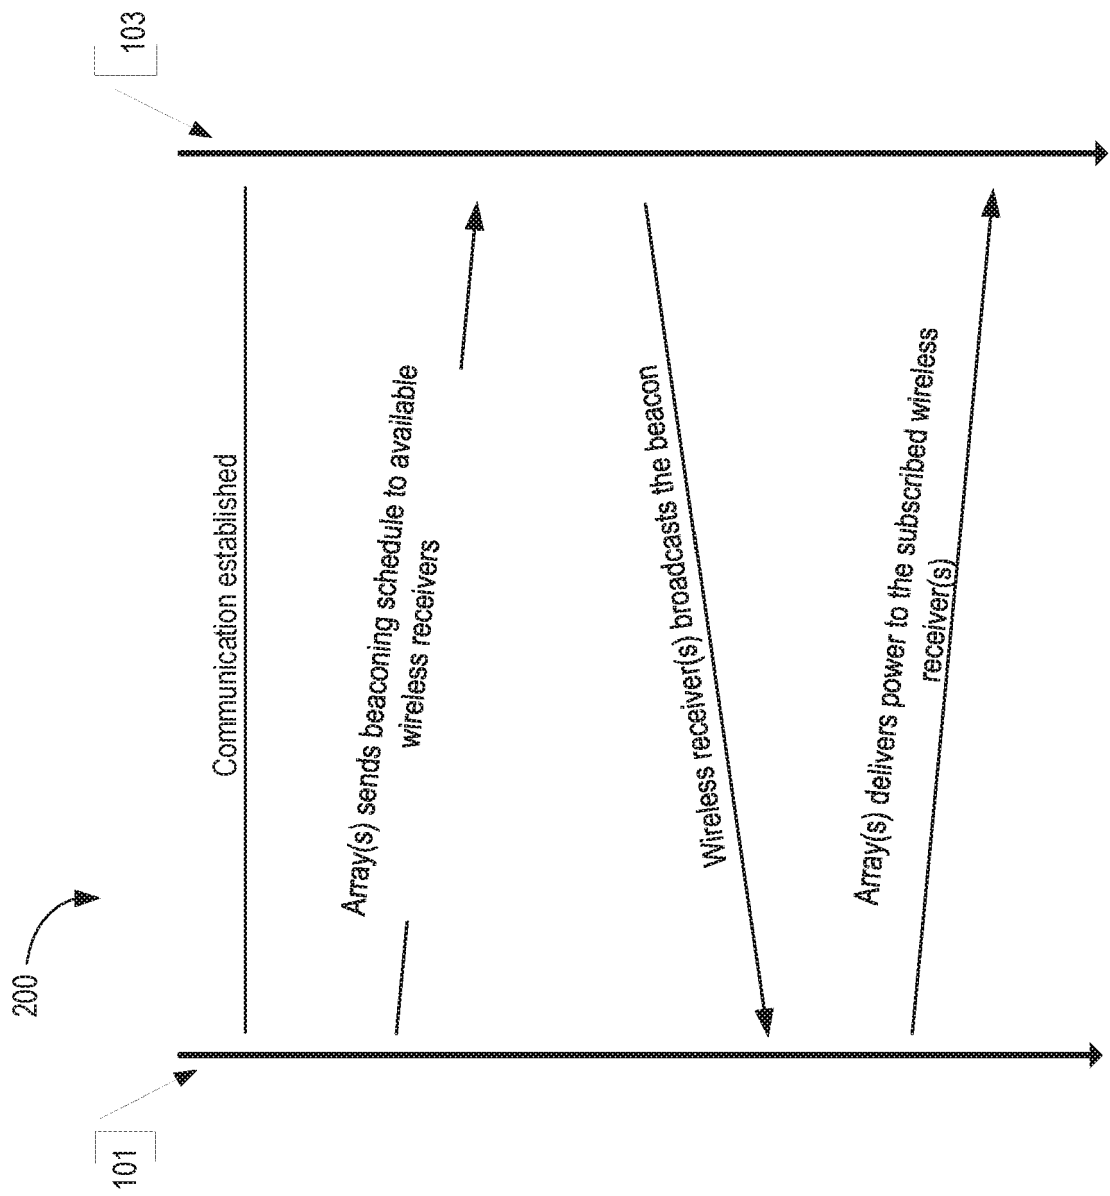 200
101
103
Communication established
Array(s) sends beaconing schedule to available
wireless receivers
Wireless receiver(s) broadcasts the beacon
Array(s) delivers power to the subscribed wireless
receiver(s)